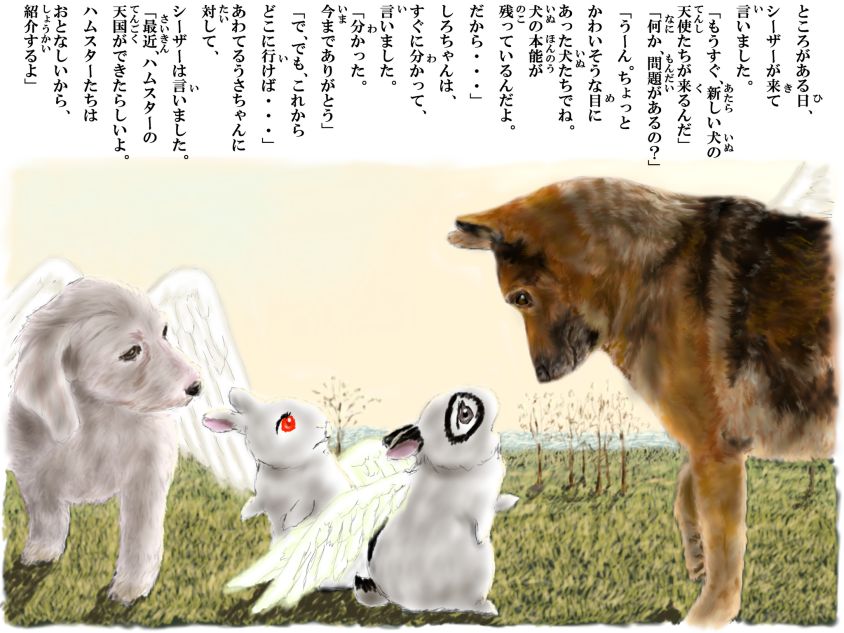 ところがある日、
シーザーが来て
言いました。
「もうすぐ、新しい犬の
天使たちが来るんだ」
「何か、問題があるの？」
「うーん。ちょっと
かわいそうな目に
あった犬たちでね。
犬の本能が
残っているんだよ。
だから・・・」
しろちゃんは、
すぐに分かって、
言いました。
「分かった。
今までありがとう」
「で、でも、これから
どこに行けば・・・」
あわてるうさちゃんに
対して、
シーザーは言いました。
「最近、ハムスターの
天国ができたらしいよ。
ハムスターたちは
おとなしいから、
紹介するよ」